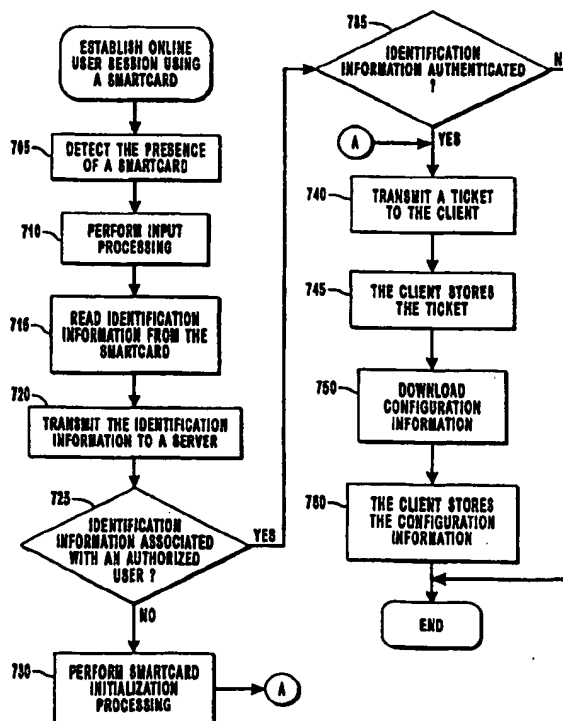 ESTABLISH ONLINE
USER SESSION USING
A SMARTCARD
705
DETECT THE PRESENCE
OF A SMARTCARD
710
PERFORM INPUT
PROCESSING
715
READ IDENTIFICATION
INFORMATION FROM THE
SMARTCARD
720
TRANSMIT THE IDENTIFICATION
INFORMATION TO A SERVER
725
IDENTIFICATION
INFORMATION ASSOCIATED
WITH AN AUTHORIZED
USER ?
YES
NO
730
PERFORM SMARTCARD
INITIALIZATION
PROCESSING
A
735
IDENTIFICATION
INFORMATION AUTHENTICATED
?
N
A
YES
740
TRANSMIT A TICKET
TO THE CLIENT
745
THE CLIENT STORES
THE TICKET
750
DOWNLOAD
CONFIGURATION
INFORMATION
760
THE CLIENT STORES
THE CONFIGURATION
INFORMATION
END